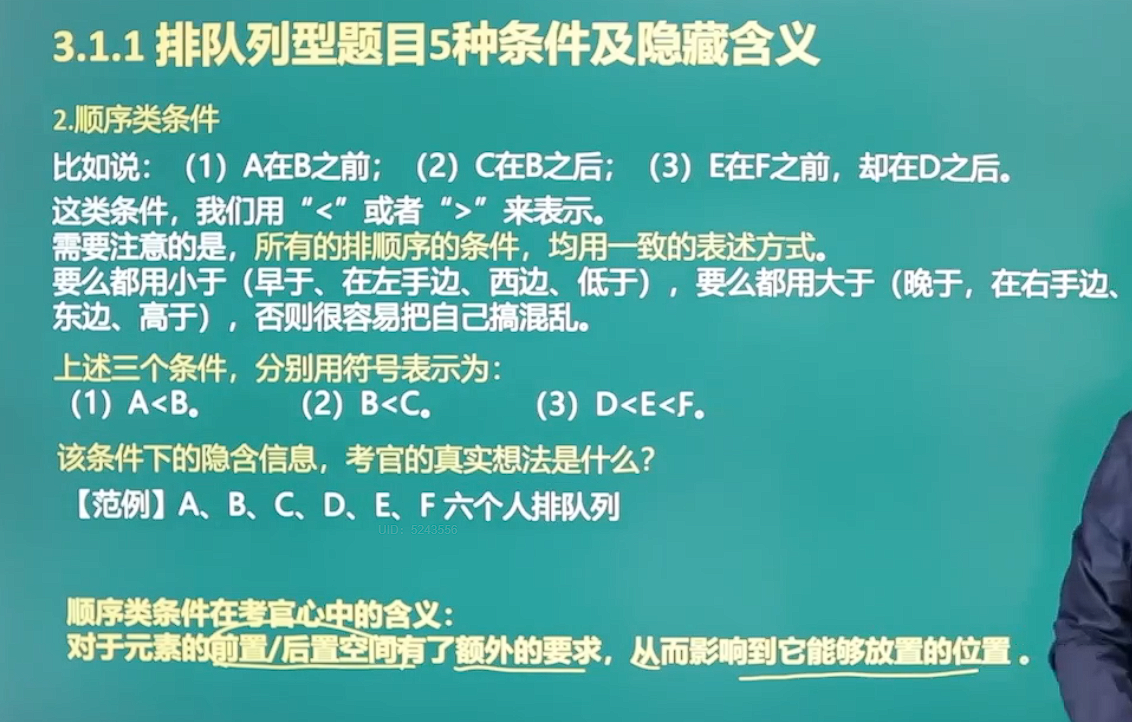 3.1.1 排队列型题目5种条件及隐藏含义
2.顺序类条件
比如说：（1）A在B之前；（2）C在B之后；（3）E在F之前，却在D之后。
这类条件，我们用“<”或者“>”来表示。
需要注意的是，所有的排顺序的条件，均用一致的表述方式。
要么都用小于（早于、在左手边、西边、低于），要么都用大于（晚于，在右手边、
东边、高于），否则很容易把自己搞混乱。
上述三个条件，分别用符号表示为：
（1）A<B。 （2）B<C。 （3）D<E<F。
该条件下的隐含信息，考官的真实想法是什么？
【范例】A、B、C、D、E、F 六个人排队列
UID：5243556
顺序类条件在考官心中的含义：
对于元素的前置/后置空间有了额外的要求，从而影响到它能够放置的位置 。